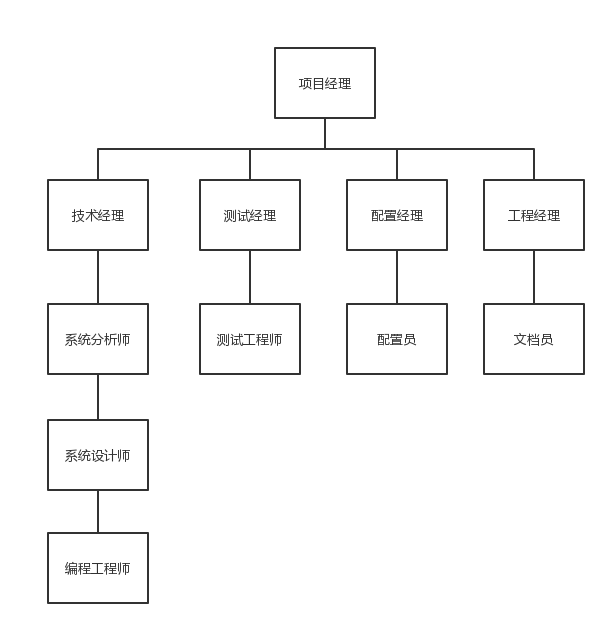 项目经理
技术经理
测试经理
配置经理
工程经理
系统分析师
测试工程师
配置员
文档员
系统设计师
编程工程师